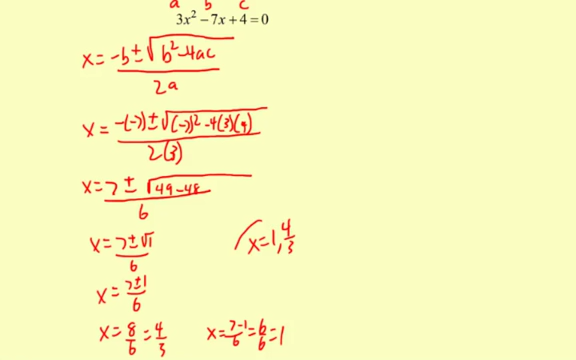 a b c
3x² − 7x + 4 = 0
x = -b ± √(b² - 4ac) / 2a
x = -(-7) ± √((-7)² - 4(3)(4)) / 2(3)
x = 7 ± √(49 - 48) / 6
x = 7 ± √1 / 6
x = 1, 4/3
x = 7 ± 1 / 6
x = 8/6 = 4/3
x = 7 - 1 / 6 = 6/6 = 1